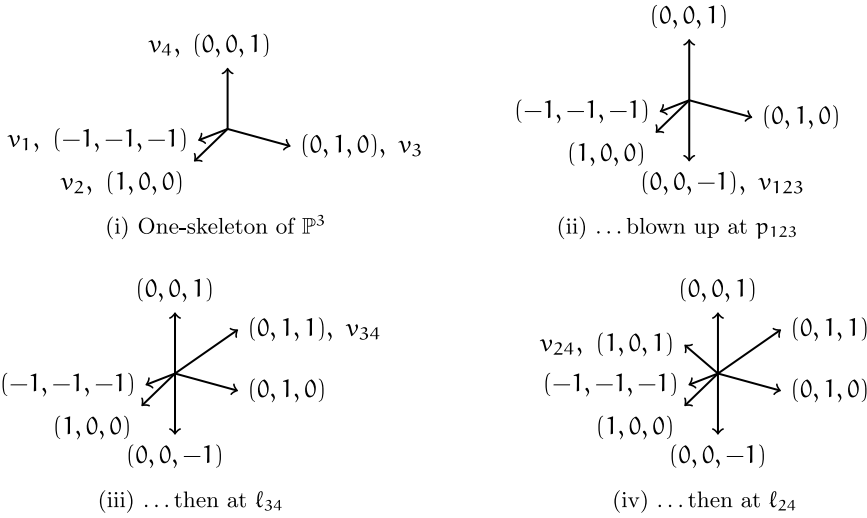 v₄, (0, 0, 1)
v₁, (−1, −1, −1)
(0, 1, 0), v₃
v₂, (1, 0, 0)
(i) One-skeleton of ℙ³
(0, 0, 1)
(−1, −1, −1)
(0, 1, 0)
(1, 0, 0)
(0, 0, −1), v₁₂₃
(ii) ...blown up at p₁₂₃
(0, 0, 1)
(0, 1, 1), v₃₄
(−1, −1, −1)
(0, 1, 0)
(1, 0, 0)
(0, 0, −1)
(iii) ...then at ℓ₃₄
(0, 0, 1)
v₂₄, (1, 0, 1)
(0, 1, 1)
(−1, −1, −1)
(0, 1, 0)
(1, 0, 0)
(0, 0, −1)
(iv) ...then at ℓ₂₄